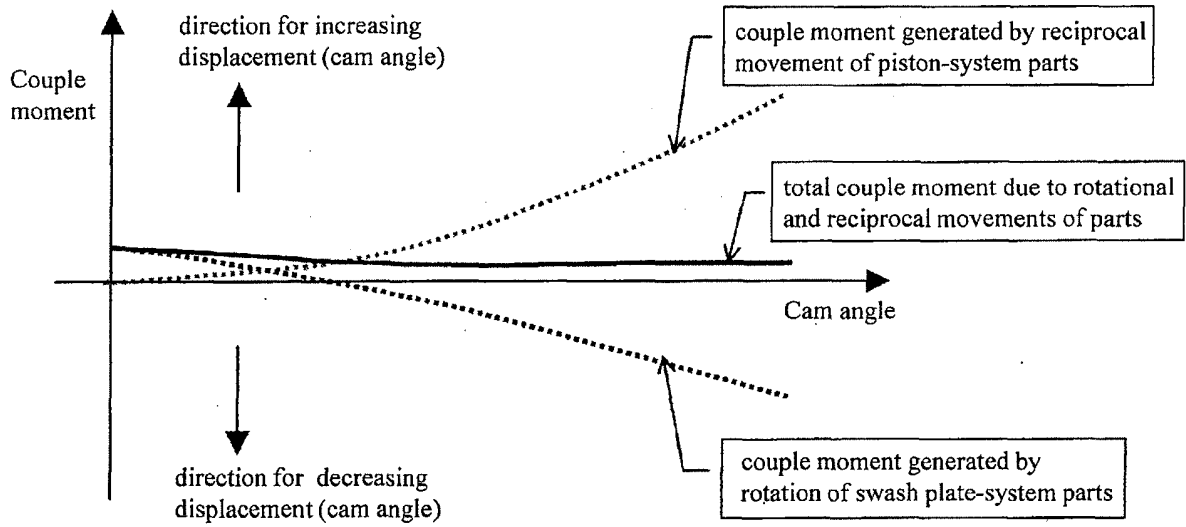 direction for increasing
displacement (cam angle)
Couple
moment
couple moment generated by reciprocal
movement of piston-system parts
total couple moment due to rotational
and reciprocal movements of parts
Cam angle
direction for decreasing
displacement (cam angle)
couple moment generated by
rotation of swash plate-system parts